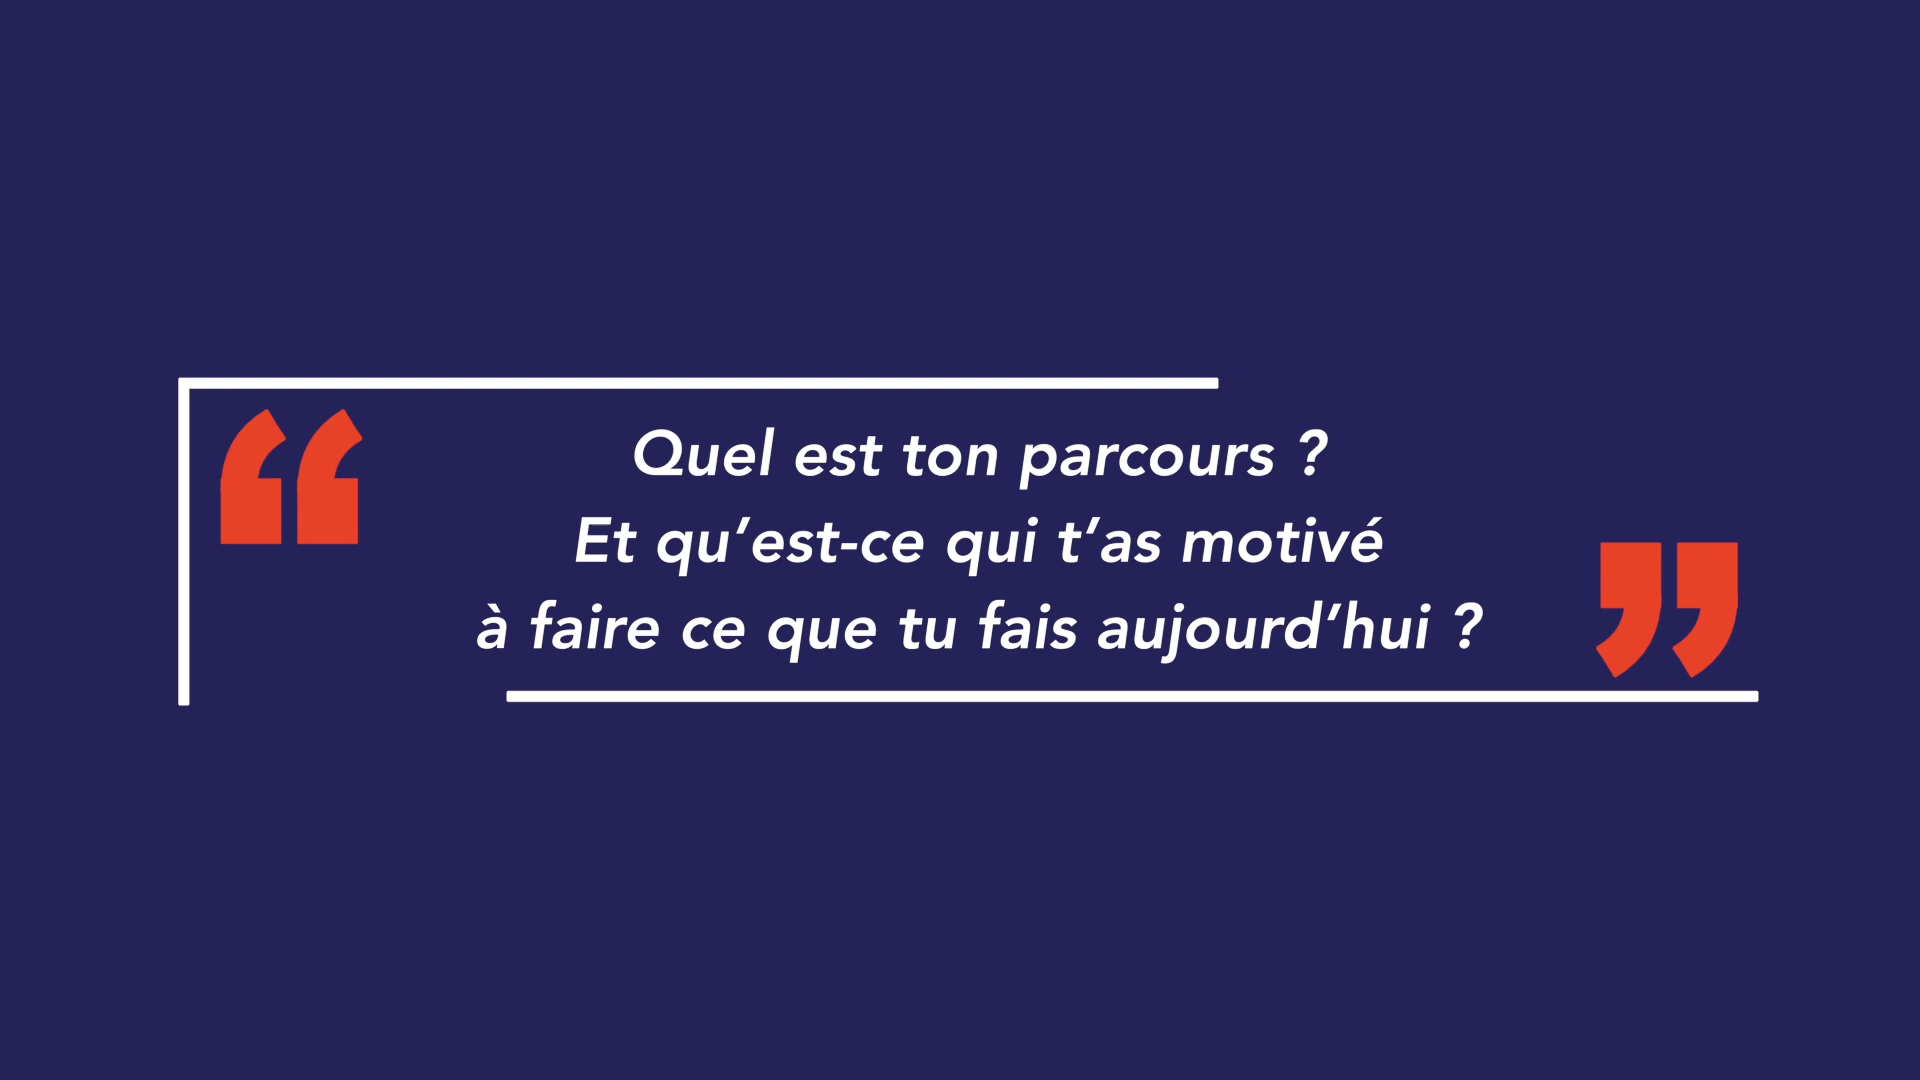 Quel est ton parcours ?
Et qu’est-ce qui t’as motivé
à faire ce que tu fais aujourd’hui ?